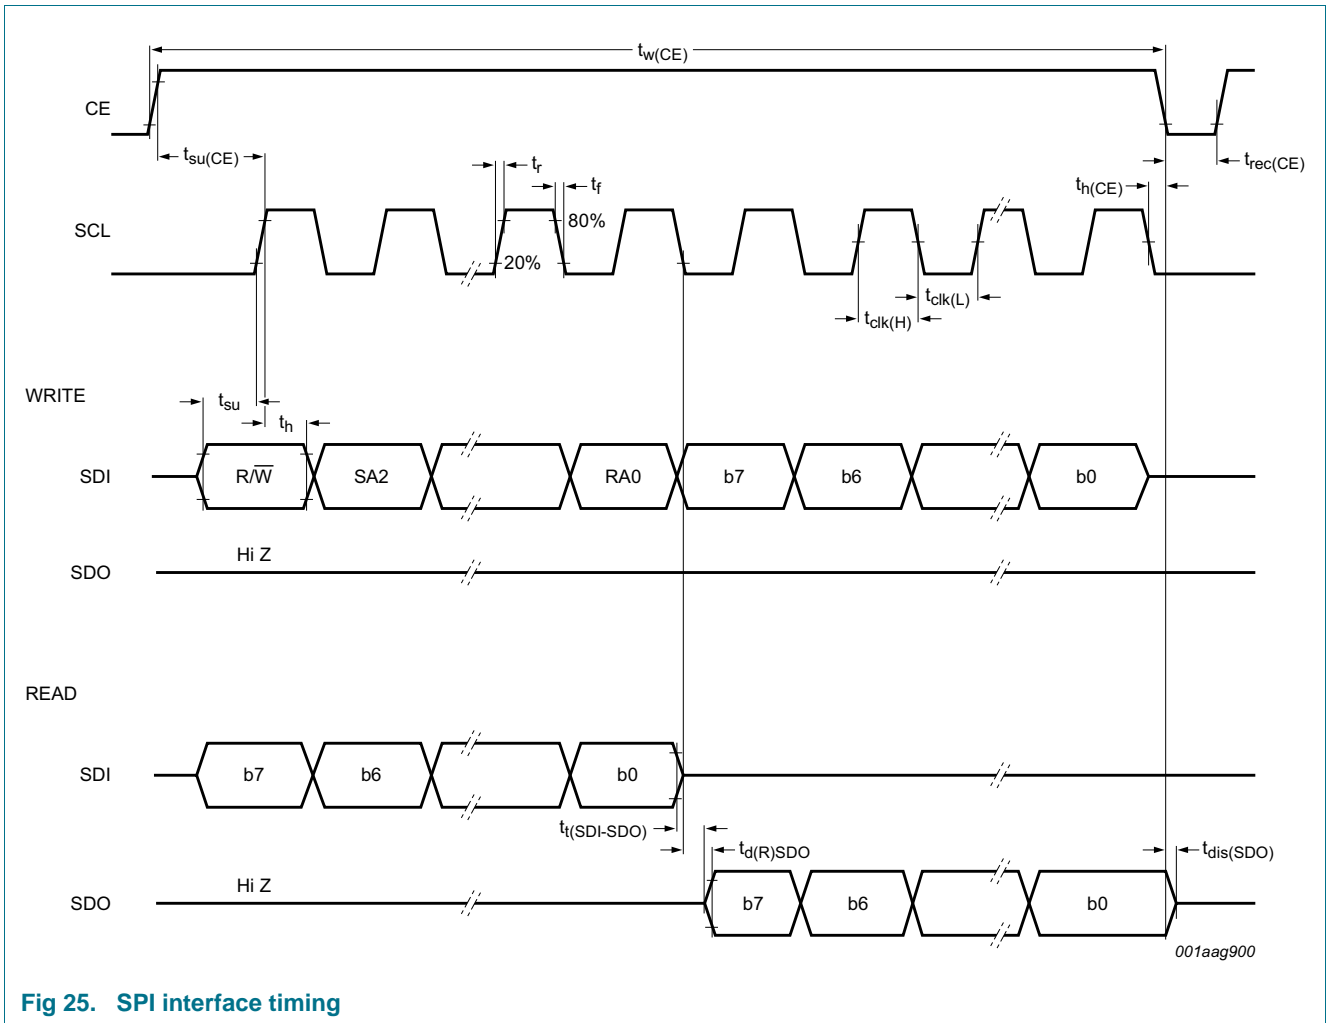 tw(CE)
CE
tsu(CE)
tr
trec(CE)
tf
th(CE)
SCL
80%
20%
tclk(L)
tclk(H)
WRITE
tsu
th
SDI R/W̅ SA2 RA0 b7 b6 b0
Hi Z
SDO
READ
SDI b7 b6 b0
tt(SDI-SDO)
td(R)SDO
tdis(SDO)
Hi Z
SDO b7 b6 b0
001aag900
Fig 25. SPI interface timing